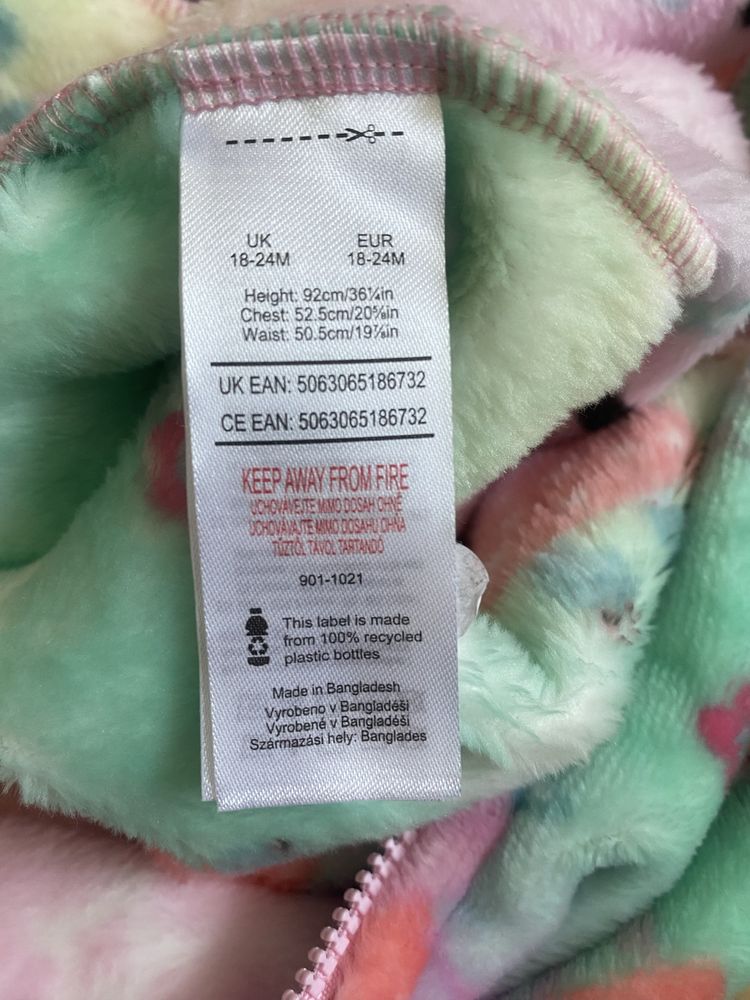 UK EUR
18-24M 18-24M
Height: 92cm/36¼in
Chest: 52.5cm/20⅝in
Waist: 50.5cm/19⅞in
UK EAN: 5063065186732
CE EAN: 5063065186732
KEEP AWAY FROM FIRE
UCHOVÁVEJTE MIMO DOSAH OHNĚ
UCHOVÁVAJTE MIMO DOSAHU OHŇA
TŰZTŐL TÁVOL TARTANDÓ
901-1021
This label is made
from 100% recycled
plastic bottles
Made in Bangladesh
Vyrobeno v Bangladéši
Vyrobené v Bangladéši
Származási hely: Banglades